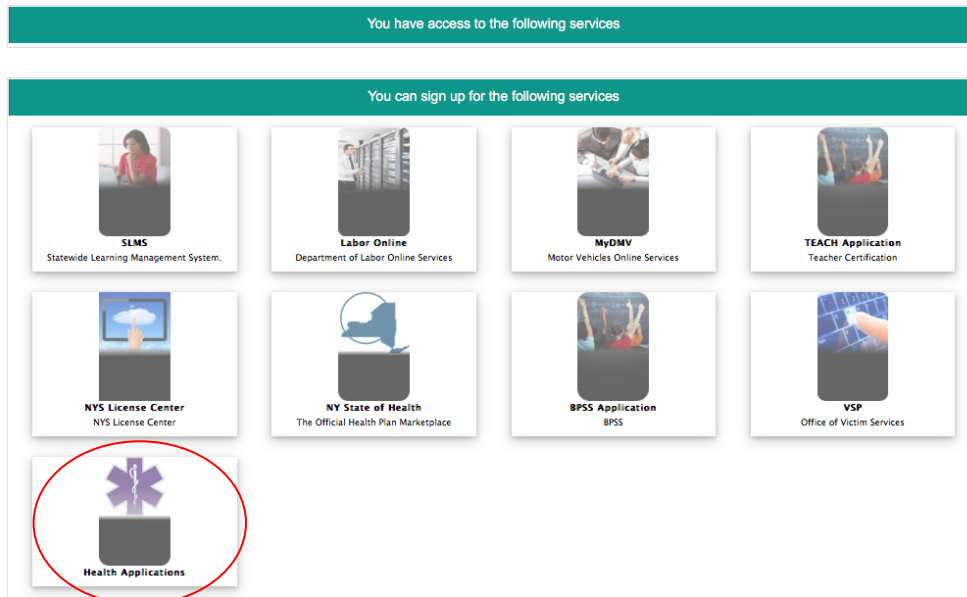 You have access to the following services
You can sign up for the following services
SLMS
Statewide Learning Management System.
Labor Online
Department of Labor Online Services
MyDMV
Motor Vehicles Online Services
TEACH Application
Teacher Certification
NYS License Center
NYS License Center
NY State of Health
The Official Health Plan Marketplace
BPSS Application
BPSS
VSP
Office of Victim Services
Health Applications